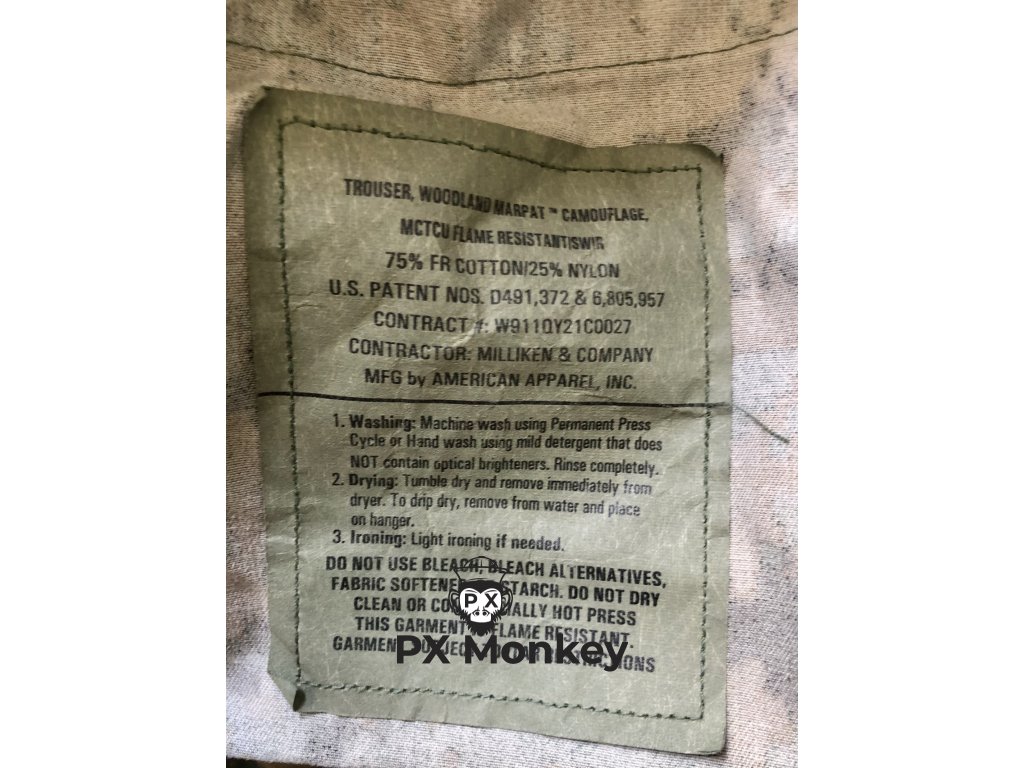 TROUSER, WOODLAND MARPAT™ CAMOUFLAGE,
MCTCU FLAME RESISTANT/SWIR
75% FR COTTON/25% NYLON
U.S. PATENT NOS. D491,372 & 6,805,957
CONTRACT #: W911QY21C0027
CONTRACTOR: MILLIKEN & COMPANY
MFG by AMERICAN APPAREL, INC.
1. Washing: Machine wash using Permanent Press
Cycle or Hand wash using mild detergent that does
NOT contain optical brighteners. Rinse completely.
2. Drying: Tumble dry and remove immediately from
dryer. To drip dry, remove from water and place
on hanger.
3. Ironing: Light ironing if needed.
DO NOT USE BLEACH, BLEACH ALTERNATIVES,
FABRIC STARCH. DO NOT DRY
CLEAN OR HOT PRESS
THIS GARMENT FLAME RESISTANT.
PX
PX Monkey